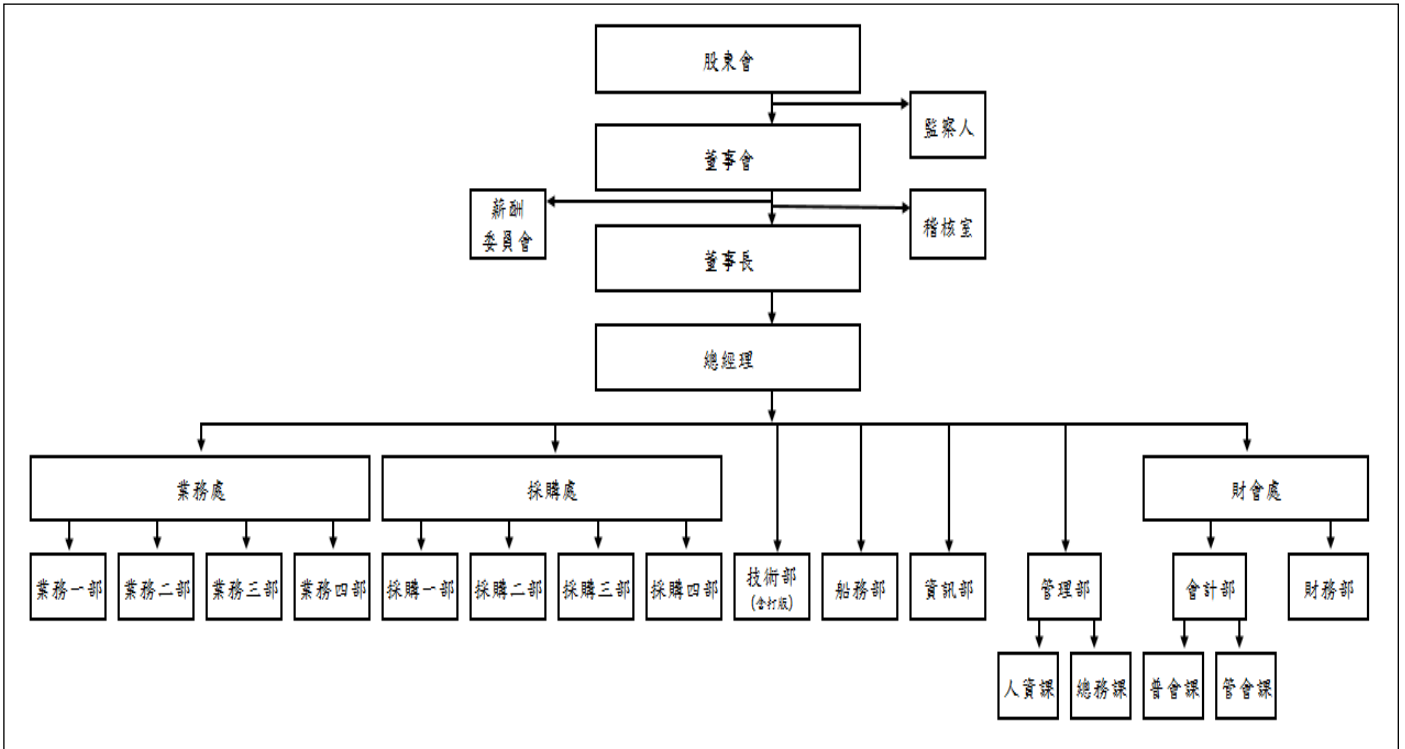 股東會
監察人
董事會
薪酬
委員會
稽核室
董事長
總經理
業務處
採購處
財會處
業務一部
業務二部
業務三部
業務四部
採購一部
採購二部
採購三部
採購四部
技術部
(含打版)
船務部
資訊部
管理部
會計部
財務部
人資課
總務課
普會課
管會課